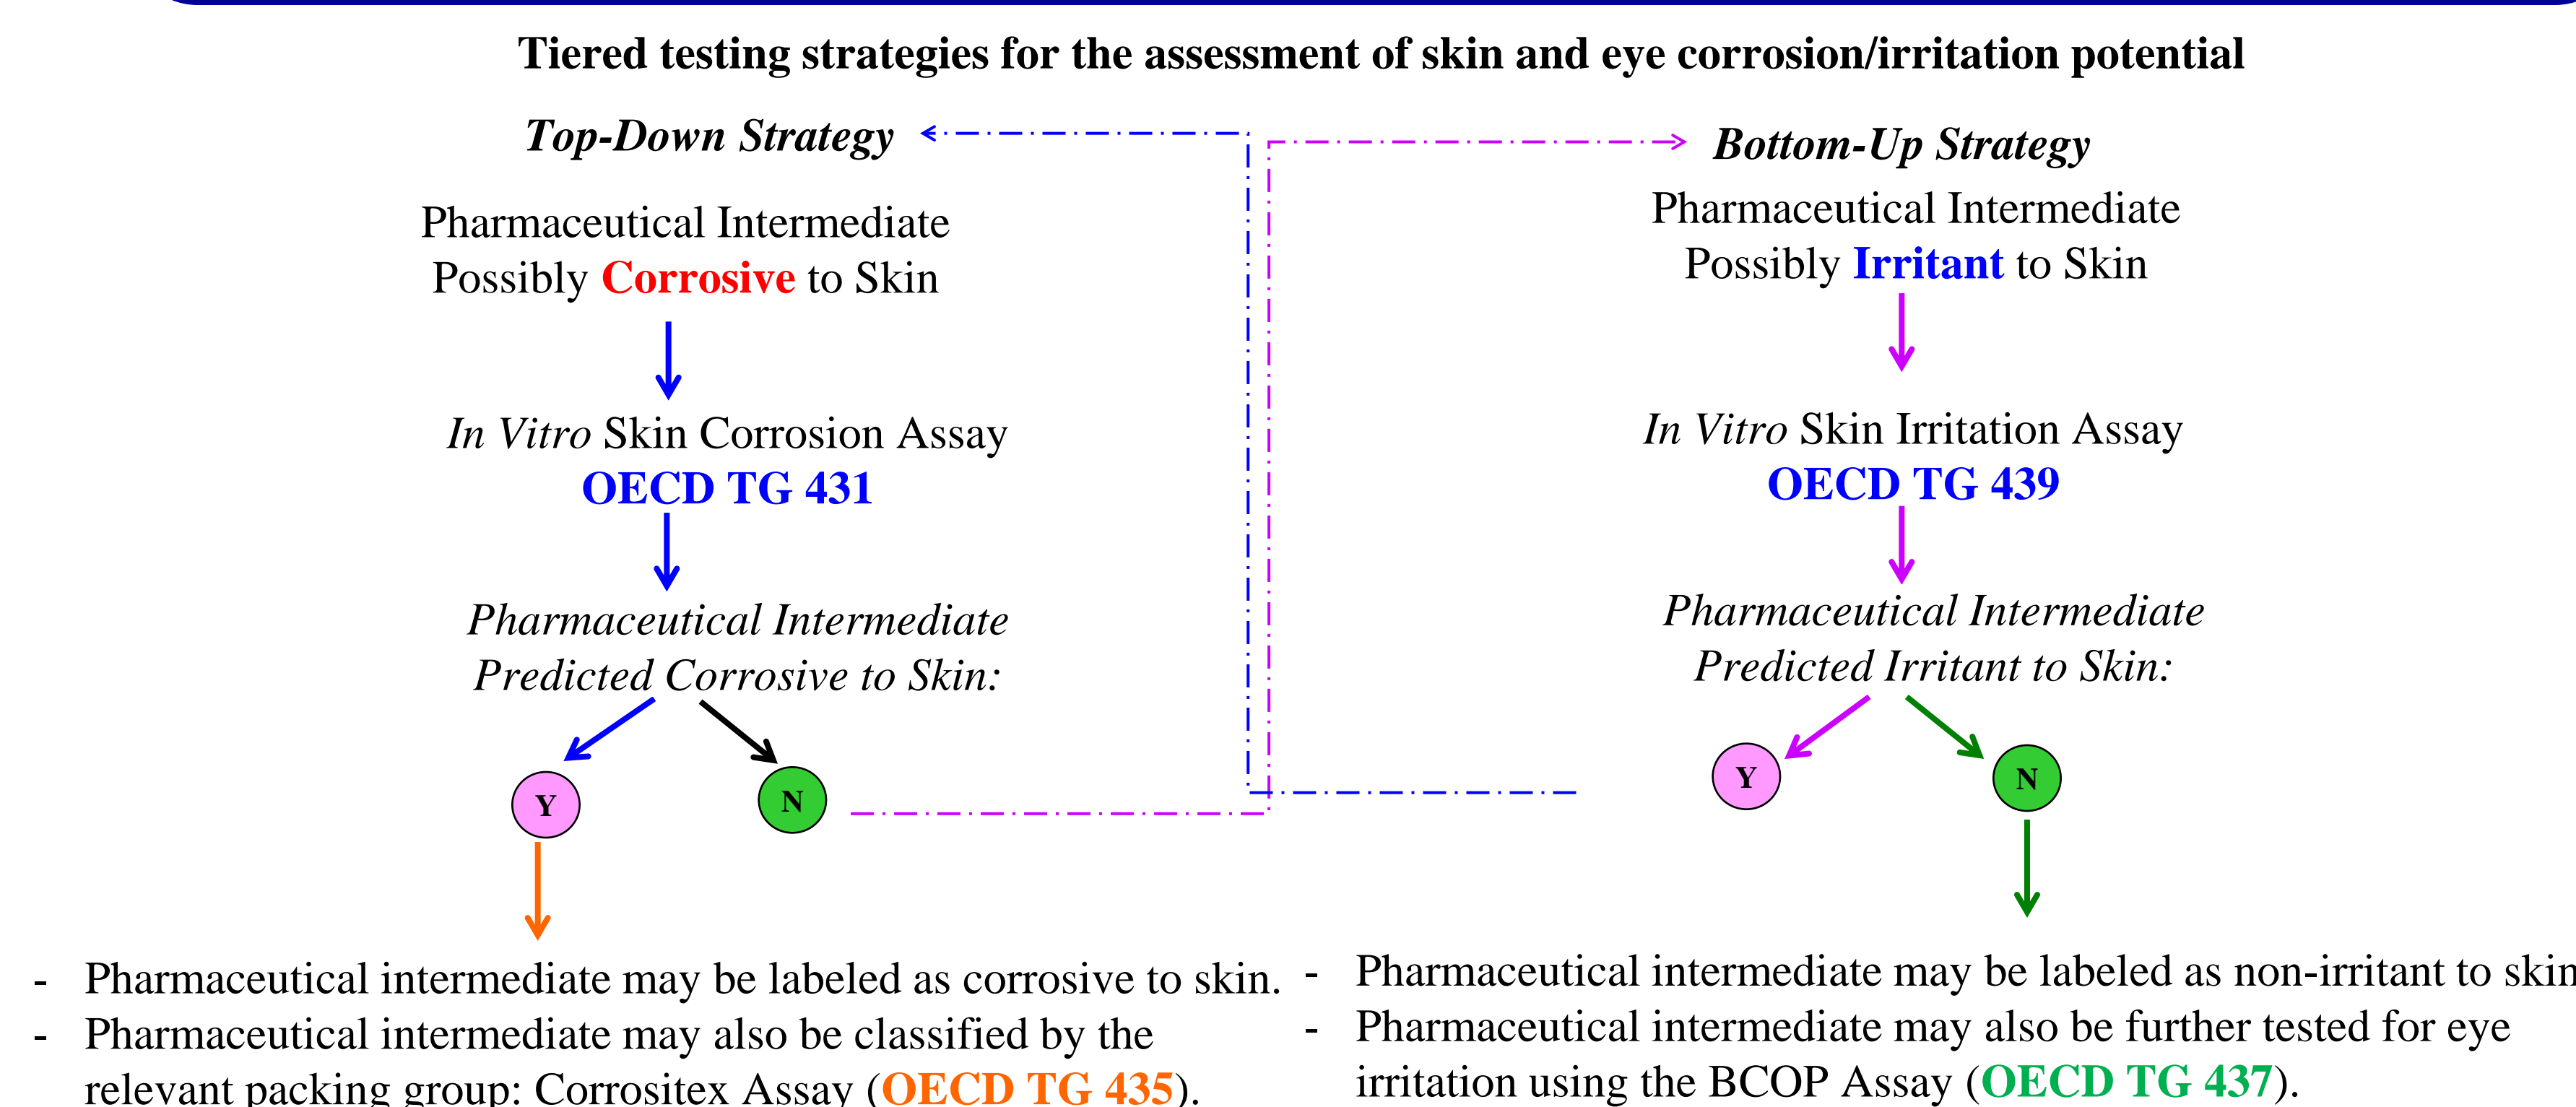 Tiered testing strategies for the assessment of skin and eye corrosion/irritation potential
Top-Down Strategy
Pharmaceutical Intermediate
Possibly Corrosive to Skin
In Vitro Skin Corrosion Assay
OECD TG 431
Pharmaceutical Intermediate
Predicted Corrosive to Skin:
Y
N
- Pharmaceutical intermediate may be labeled as corrosive to skin.
- Pharmaceutical intermediate may also be classified by the
relevant packing group: Corrositex Assay (OECD TG 435).
Bottom-Up Strategy
Pharmaceutical Intermediate
Possibly Irritant to Skin
In Vitro Skin Irritation Assay
OECD TG 439
Pharmaceutical Intermediate
Predicted Irritant to Skin:
Y
N
- Pharmaceutical intermediate may be labeled as non-irritant to skin
- Pharmaceutical intermediate may also be further tested for eye
irritation using the BCOP Assay (OECD TG 437).